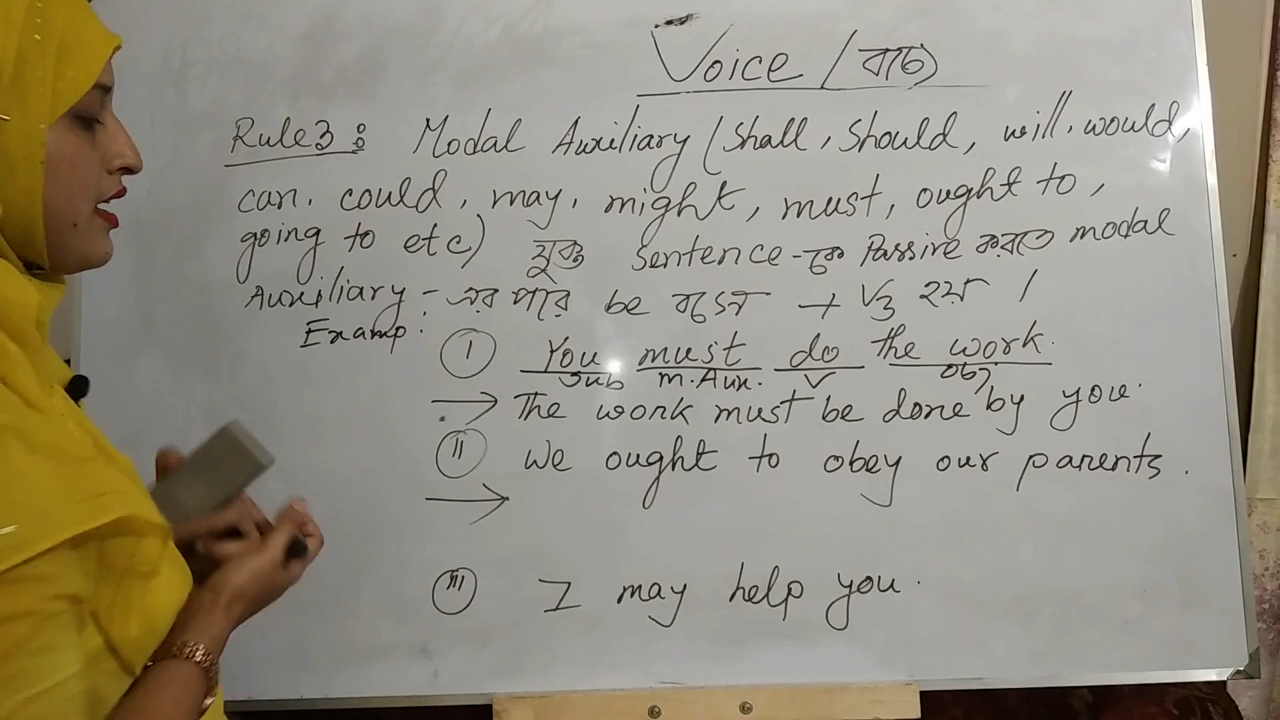 Voice / বাচ্য
Rule 3 : Modal Auxiliary (Shall, Should, will, would,
can, could, may, might, must, ought to,
going to etc) যুক্ত Sentence-কে Passive করতে modal
Auxiliary - এর পরে be বসে + V3 হয়।
Examp:
(i) You must do the work.
Sub m.Aux. V obj
→ The work must be done by you.
(ii) We ought to obey our parents.
→
(iii) I may help you.